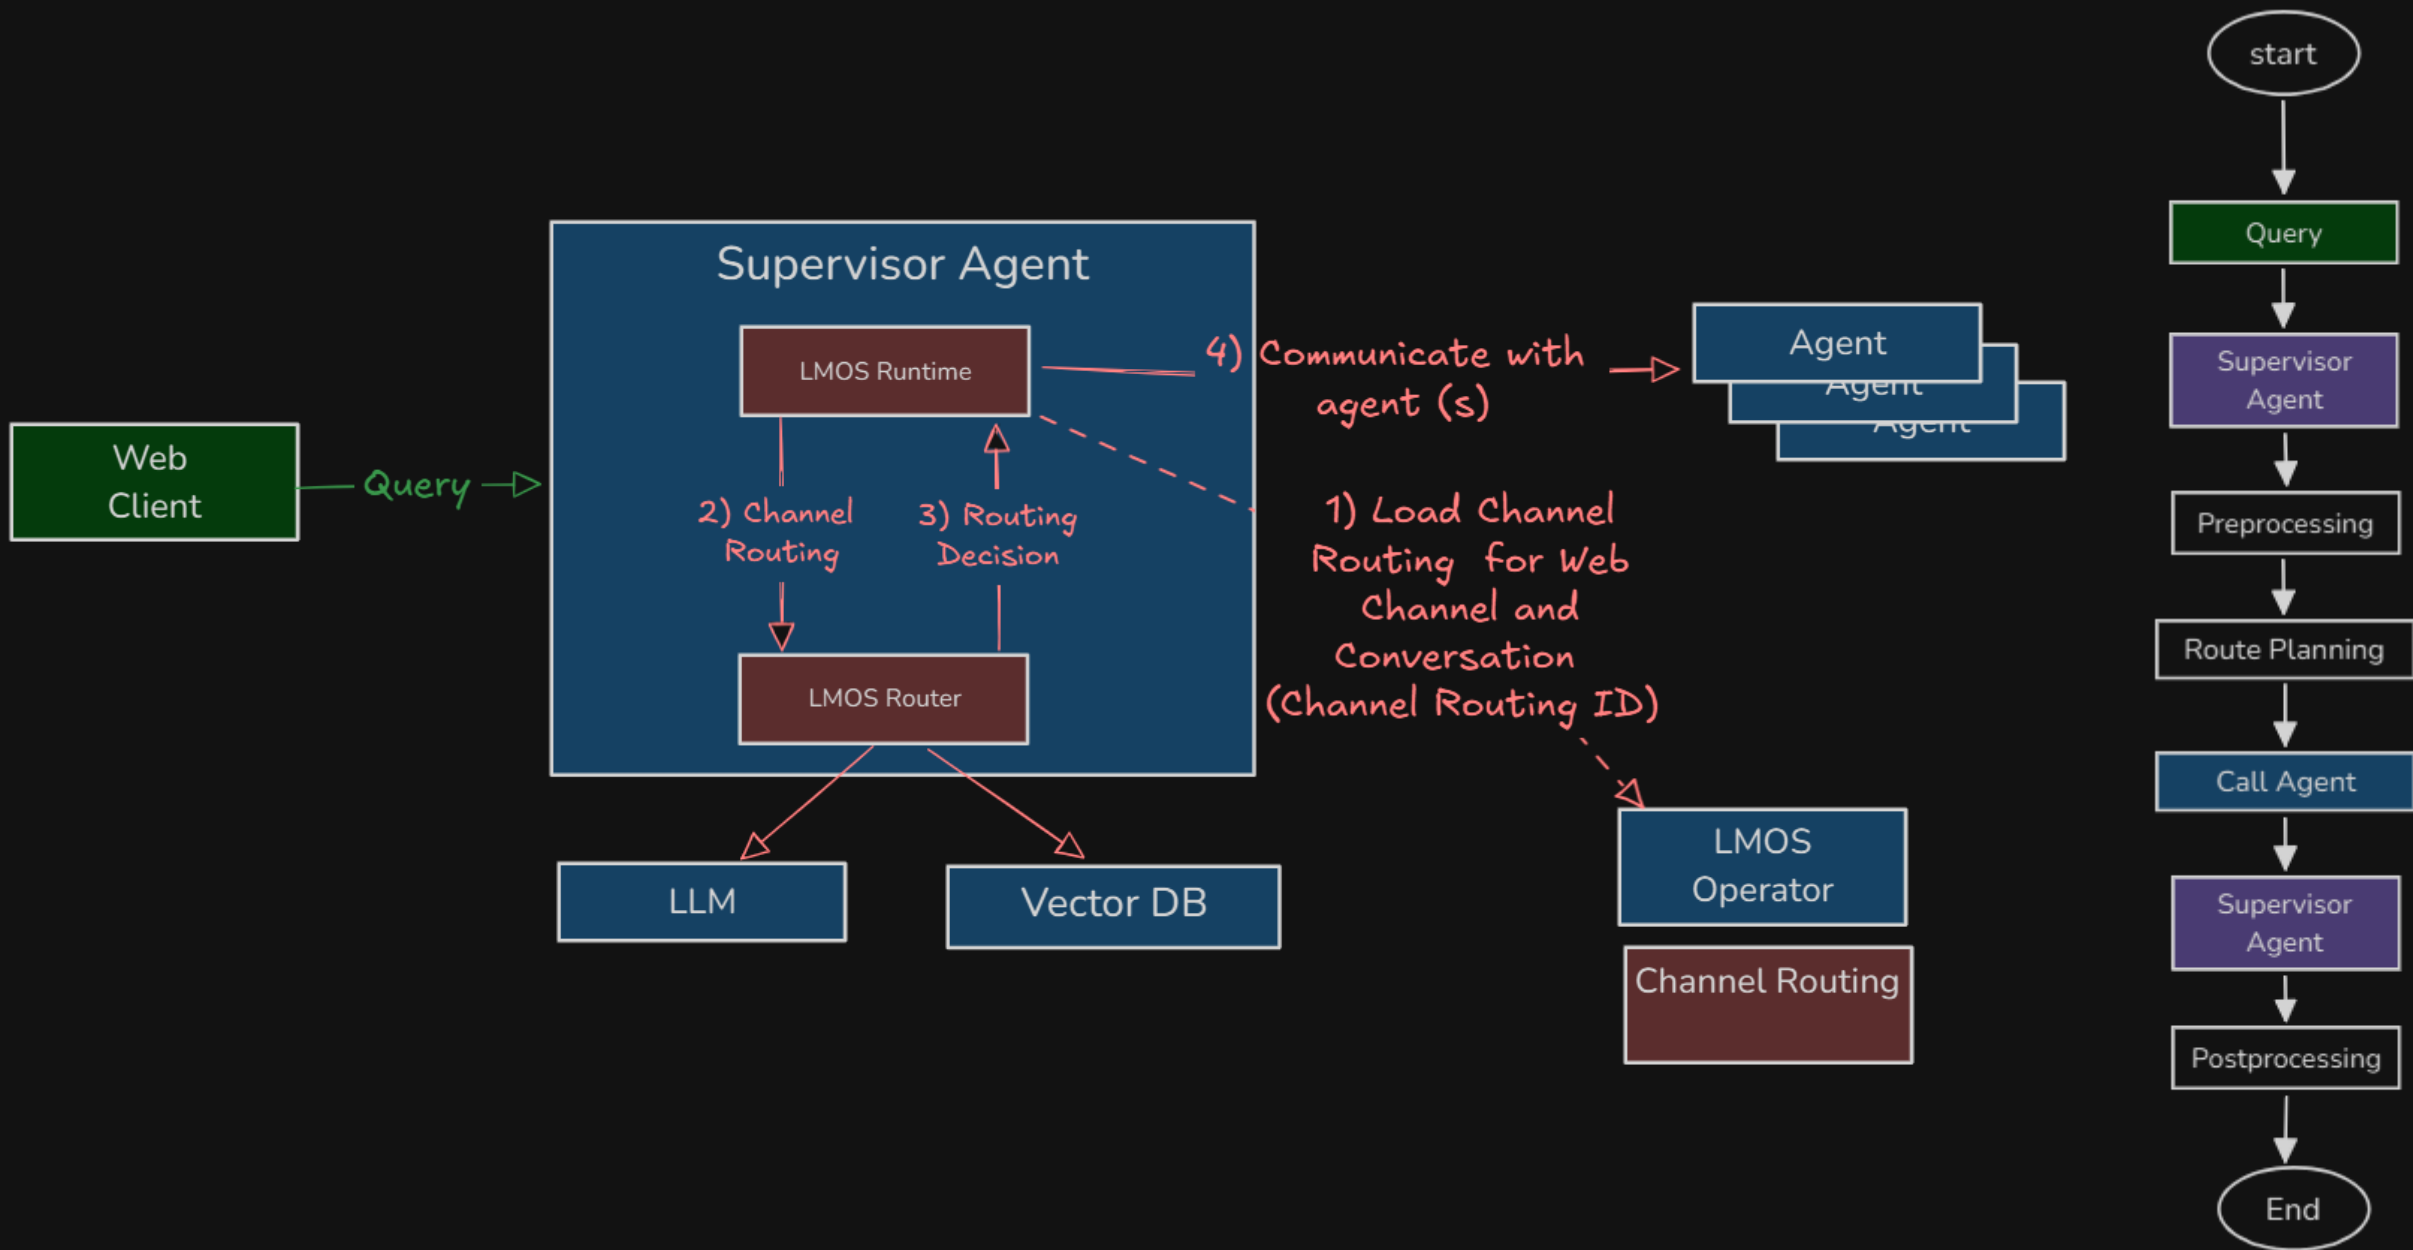 Web
Client
Query
Supervisor Agent
LMOS Runtime
2) Channel
Routing
3) Routing
Decision
LMOS Router
LLM
Vector DB
4) Communicate with
agent (s)
Agent
Agent
Agent
1) Load Channel
Routing for Web
Channel and
Conversation
(Channel Routing ID)
LMOS
Operator
Channel Routing
start
Query
Supervisor
Agent
Preprocessing
Route Planning
Call Agent
Supervisor
Agent
Postprocessing
End